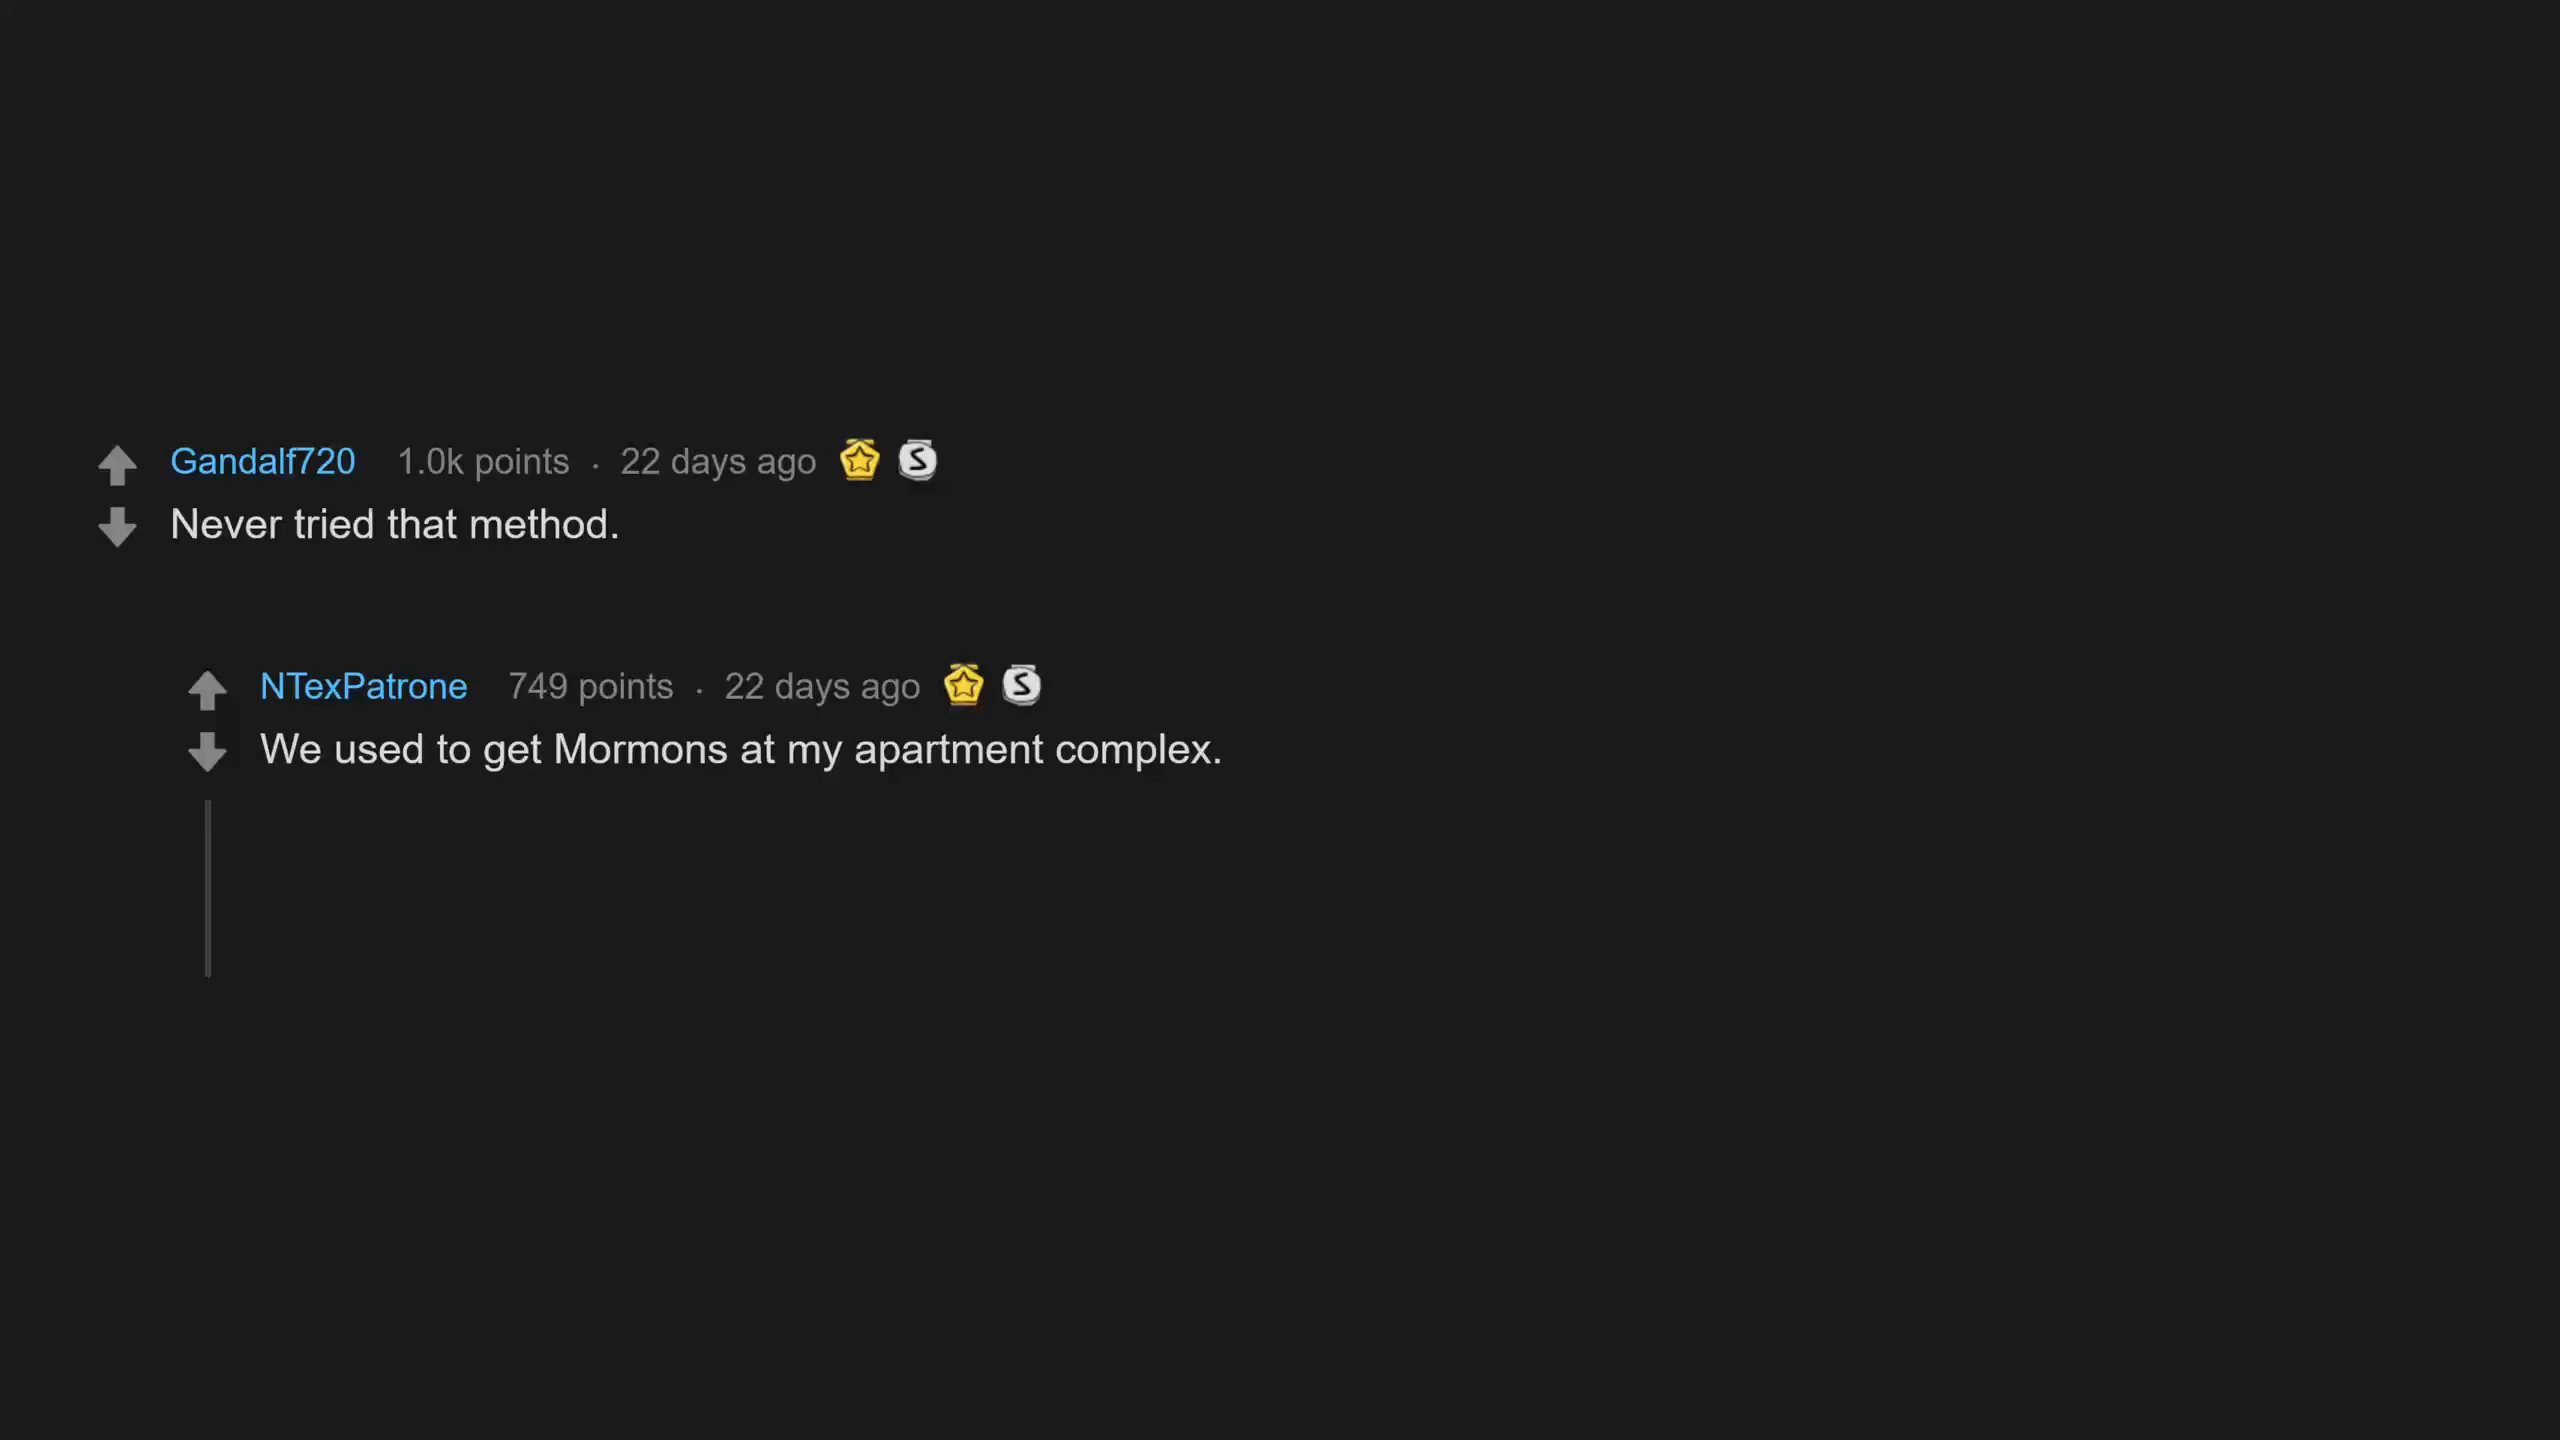 Gandalf720 1.0k points · 22 days ago
Never tried that method.
NTexPatrone 749 points · 22 days ago
We used to get Mormons at my apartment complex.